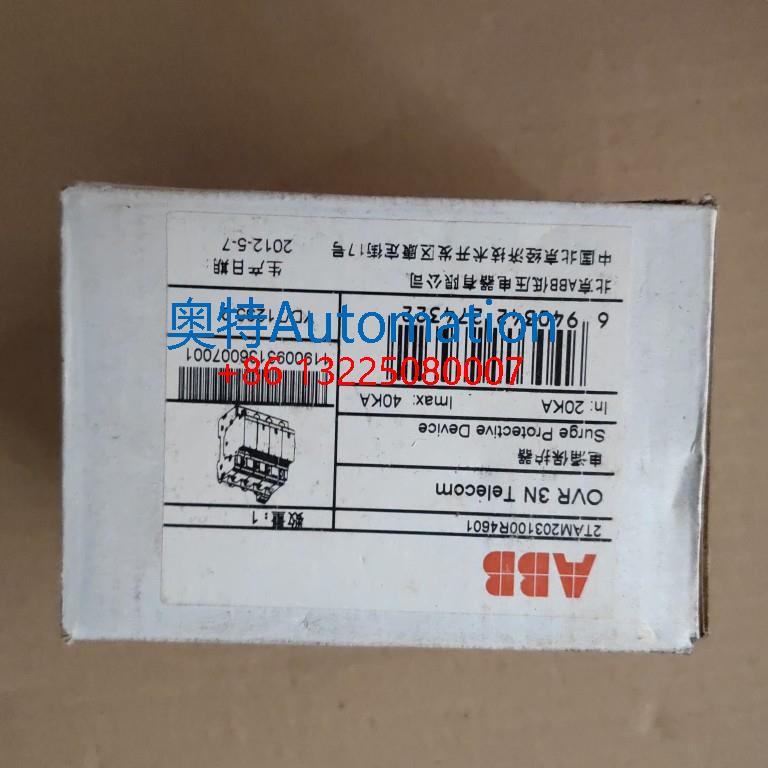 ABB
2TAM203100R4601
数量:1
OVR 3N Telecom
电涌保护器
Surge Protective Device
In: 20KA Imax: 40KA
1190093136007001
北京ABB低压电器有限公司
生产日期:
中国北京经济技术开发区康定街17号
2012-5-7
奥特Automation
+86 13225080007